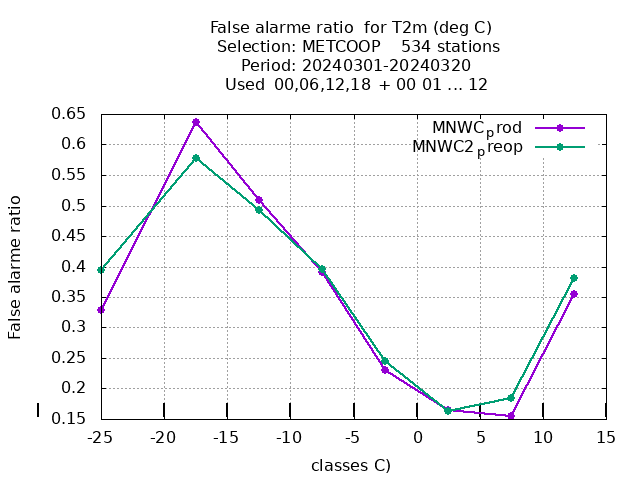 False alarme ratio for T2m (deg C)
Selection: METCOOP 534 stations
Period: 20240301-20240320
Used 00,06,12,18 + 00 01 ... 12
MNWC_prod
MNWC2_preop
False alarme ratio
0.65
0.6
0.55
0.5
0.45
0.4
0.35
0.3
0.25
0.2
0.15
-25 -20 -15 -10 -5 0 5 10 15
classes C)